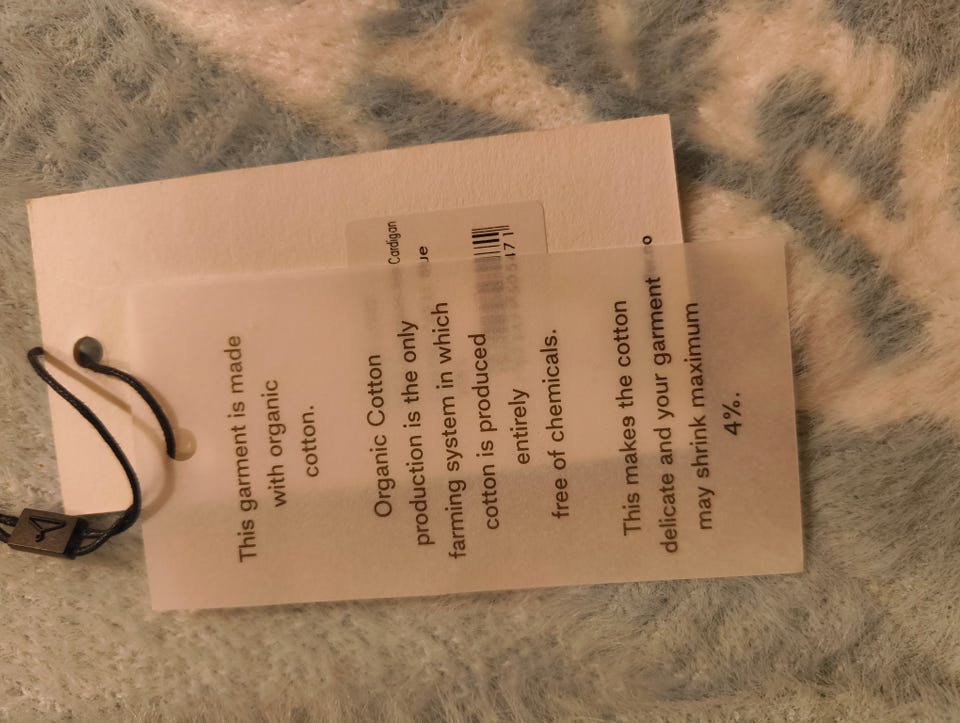 This garment is made
with organic
cotton.
Organic Cotton
production is the only
farming system in which
cotton is produced
entirely
free of chemicals.
This makes the cotton
delicate and your garment
may shrink maximum
4%.
Cardigan